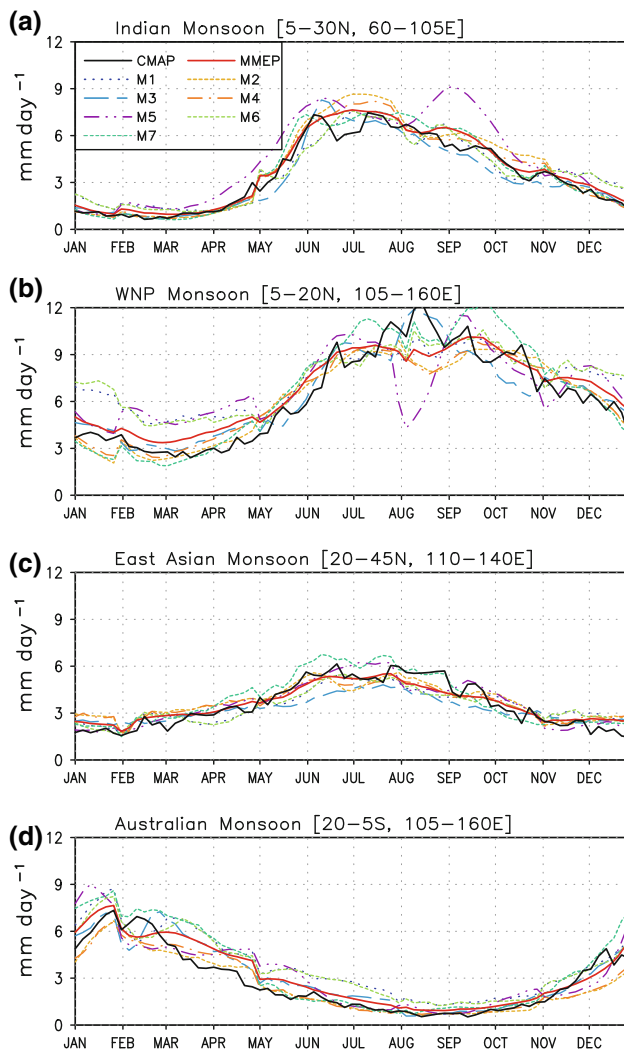 (a) Indian Monsoon [5-30N, 60-105E]
CMAP MMEP
M1 M2
M3 M4
M5 M6
M7
mm day -1
12
9
6
3
0
JAN FEB MAR APR MAY JUN JUL AUG SEP OCT NOV DEC
(b) WNP Monsoon [5-20N, 105-160E]
mm day -1
12
9
6
3
0
JAN FEB MAR APR MAY JUN JUL AUG SEP OCT NOV DEC
(c) East Asian Monsoon [20-45N, 110-140E]
mm day -1
12
9
6
3
0
JAN FEB MAR APR MAY JUN JUL AUG SEP OCT NOV DEC
(d) Australian Monsoon [20-5S, 105-160E]
mm day -1
12
9
6
3
0
JAN FEB MAR APR MAY JUN JUL AUG SEP OCT NOV DEC